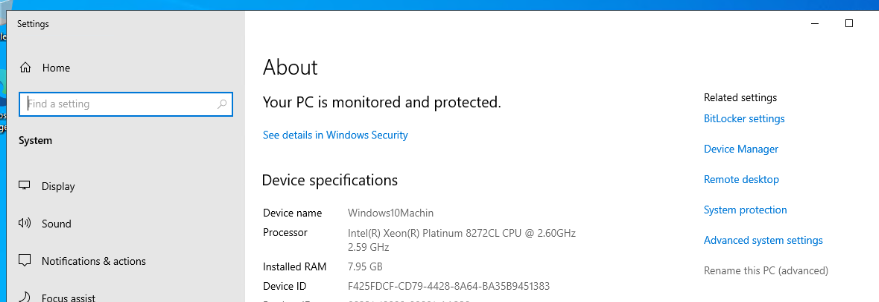 Settings
Home
Find a setting
System
Display
Sound
Notifications & actions
Focus assist
About
Your PC is monitored and protected.
See details in Windows Security
Device specifications
Device name Windows10Machin
Processor Intel(R) Xeon(R) Platinum 8272CL CPU @ 2.60GHz
2.59 GHz
Installed RAM 7.95 GB
Device ID F425FDCF-CD79-4428-8A64-BA35B9451383
Related settings
BitLocker settings
Device Manager
Remote desktop
System protection
Advanced system settings
Rename this PC (advanced)